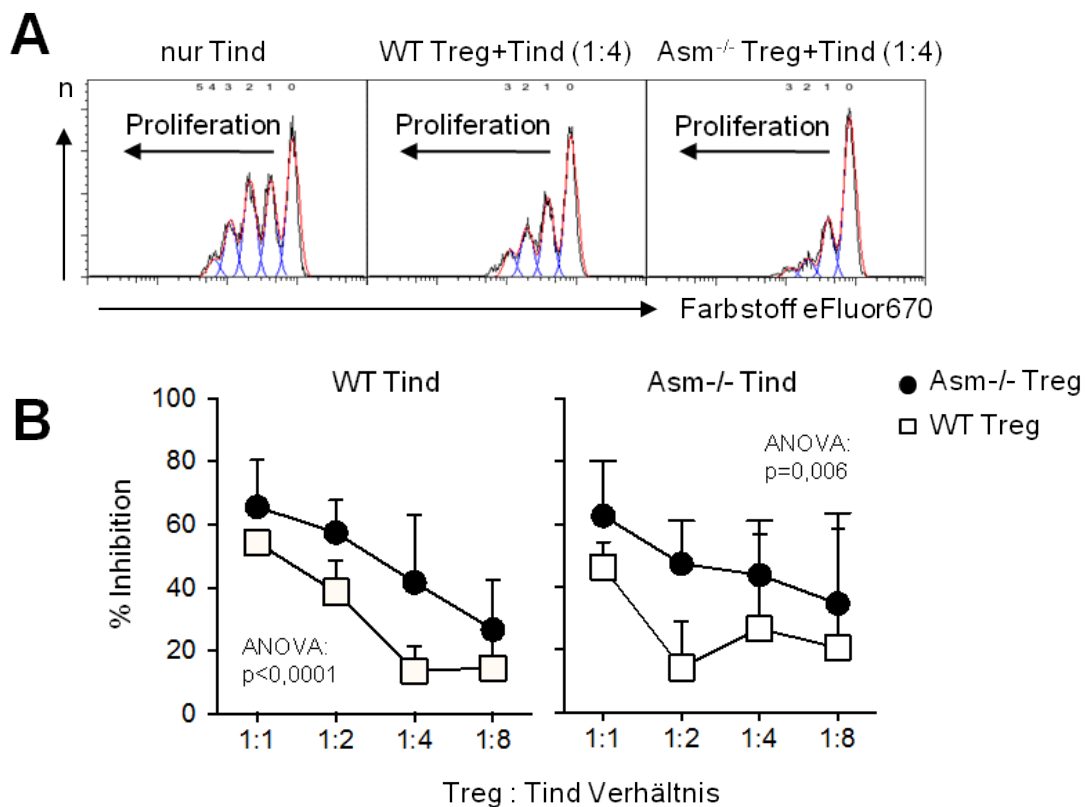 A
nur Tind
WT Treg+Tind (1:4)
Asm-/- Treg+Tind (1:4)
n
5 4 3 2 1 0
3 2 1 0
3 2 1 0
Proliferation
Proliferation
Proliferation
Farbstoff eFluor670
B
WT Tind
Asm-/- Tind
Asm-/- Treg
WT Treg
% Inhibition
100
80
60
40
20
0
ANOVA:
p<0,0001
ANOVA:
p=0,006
1:1 1:2 1:4 1:8
1:1 1:2 1:4 1:8
Treg : Tind Verhältnis